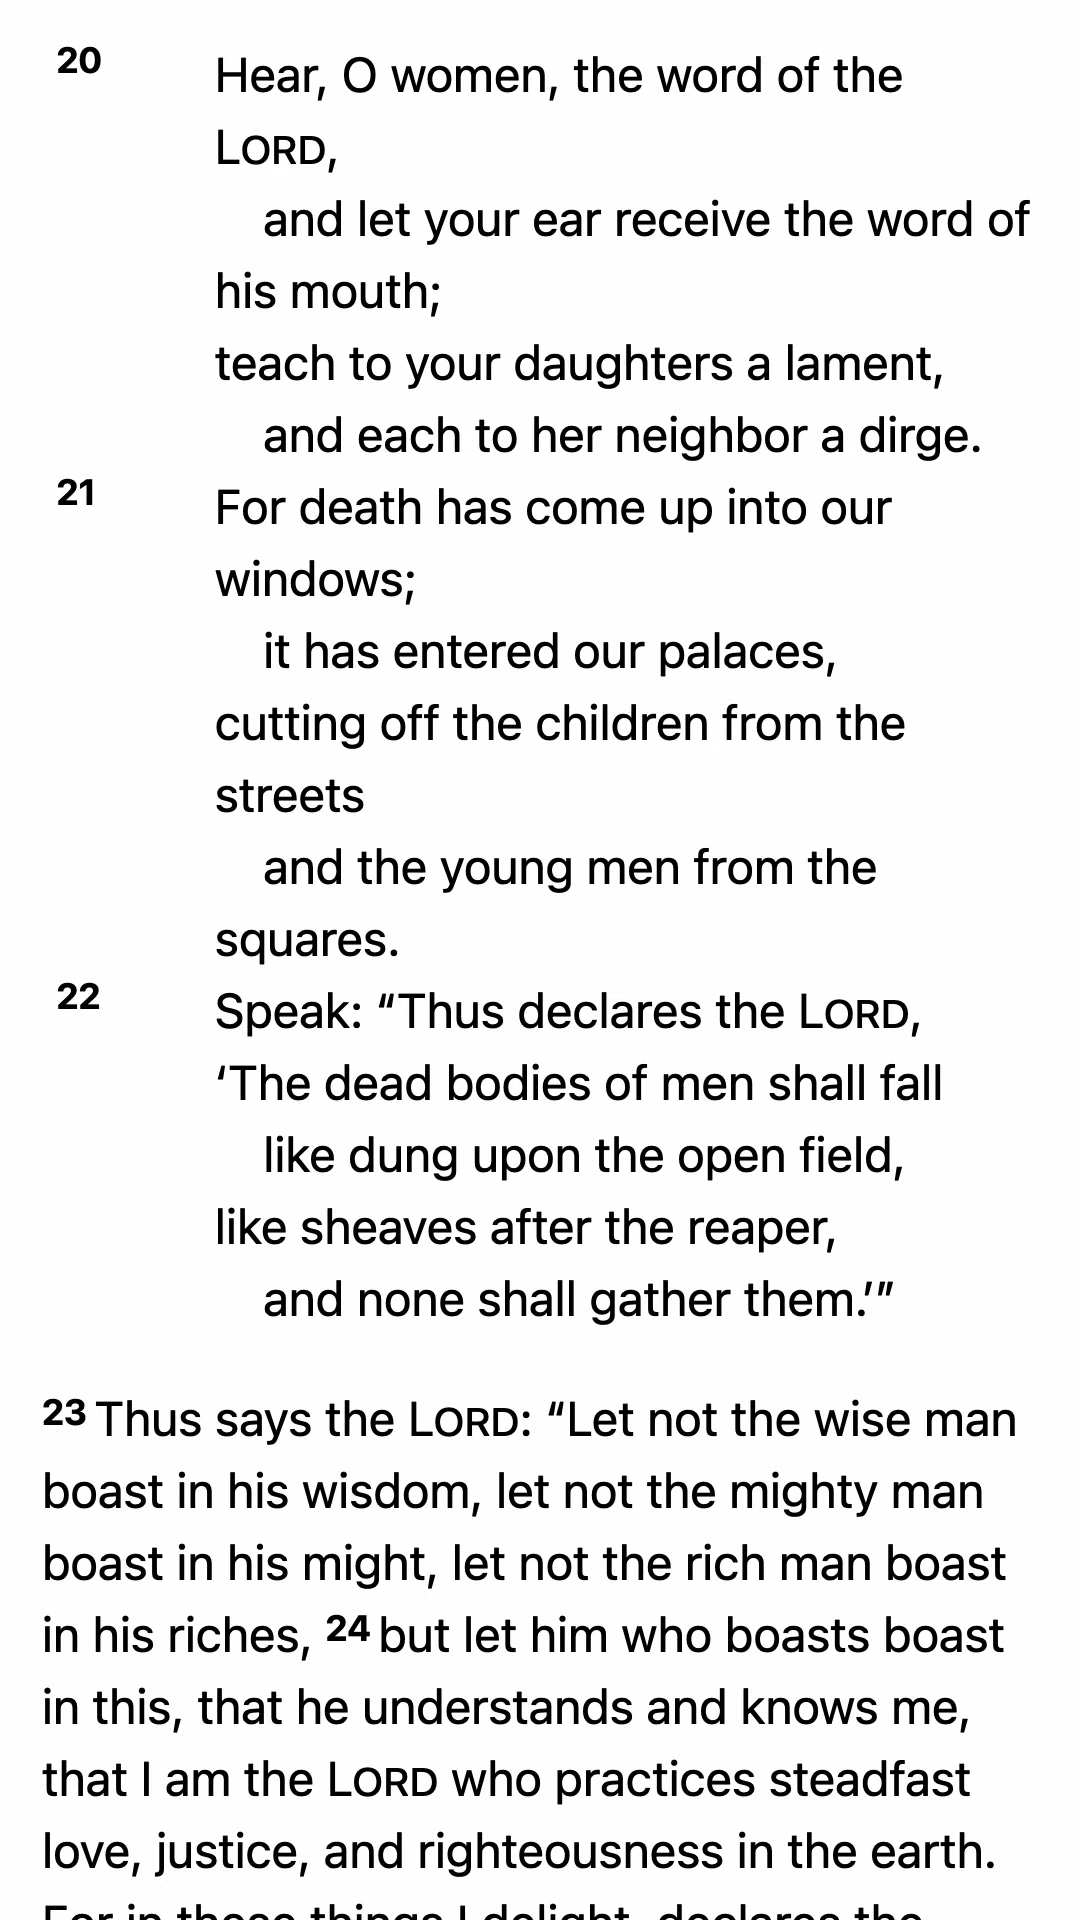 20 Hear, O women, the word of the
LORD,
and let your ear receive the word of
his mouth;
teach to your daughters a lament,
and each to her neighbor a dirge.
21 For death has come up into our
windows;
it has entered our palaces,
cutting off the children from the
streets
and the young men from the
squares.
22 Speak: “Thus declares the LORD,
‘The dead bodies of men shall fall
like dung upon the open field,
like sheaves after the reaper,
and none shall gather them.’”
23 Thus says the LORD: “Let not the wise man
boast in his wisdom, let not the mighty man
boast in his might, let not the rich man boast
in his riches, 24 but let him who boasts boast
in this, that he understands and knows me,
that I am the LORD who practices steadfast
love, justice, and righteousness in the earth.
For in these things I delight, declares the